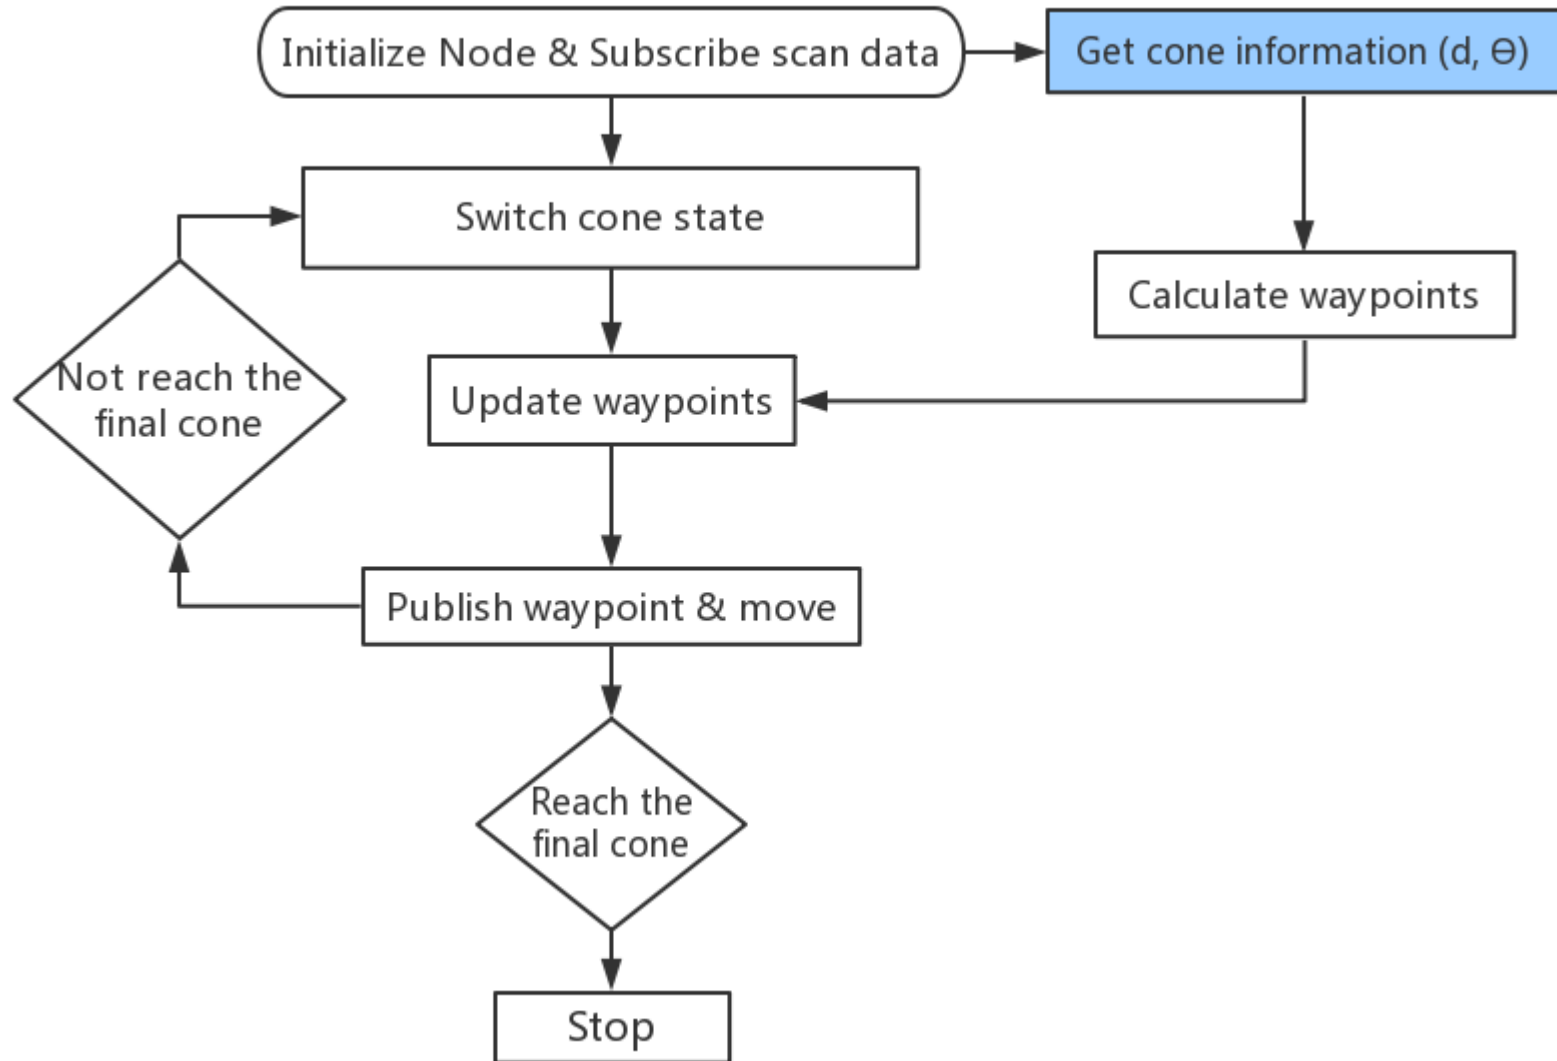 Initialize Node & Subscribe scan data
Get cone information (d, Θ)
Switch cone state
Calculate waypoints
Not reach the
final cone
Update waypoints
Publish waypoint & move
Reach the
final cone
Stop